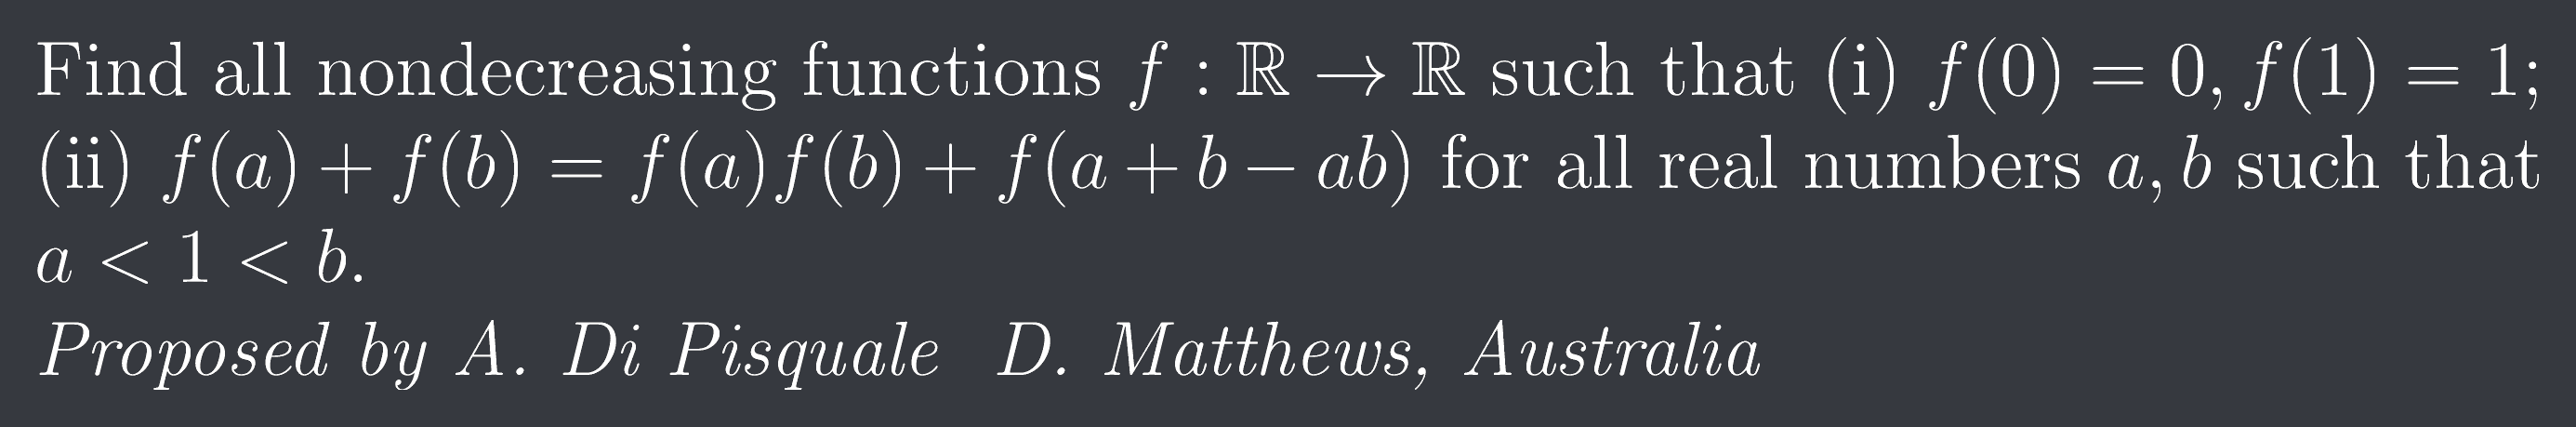 Find all nondecreasing functions f : ℝ → ℝ such that (i) f(0) = 0, f(1) = 1;
(ii) f(a) + f(b) = f(a)f(b) + f(a + b − ab) for all real numbers a, b such that
a < 1 < b.
Proposed by A. Di Pisquale D. Matthews, Australia